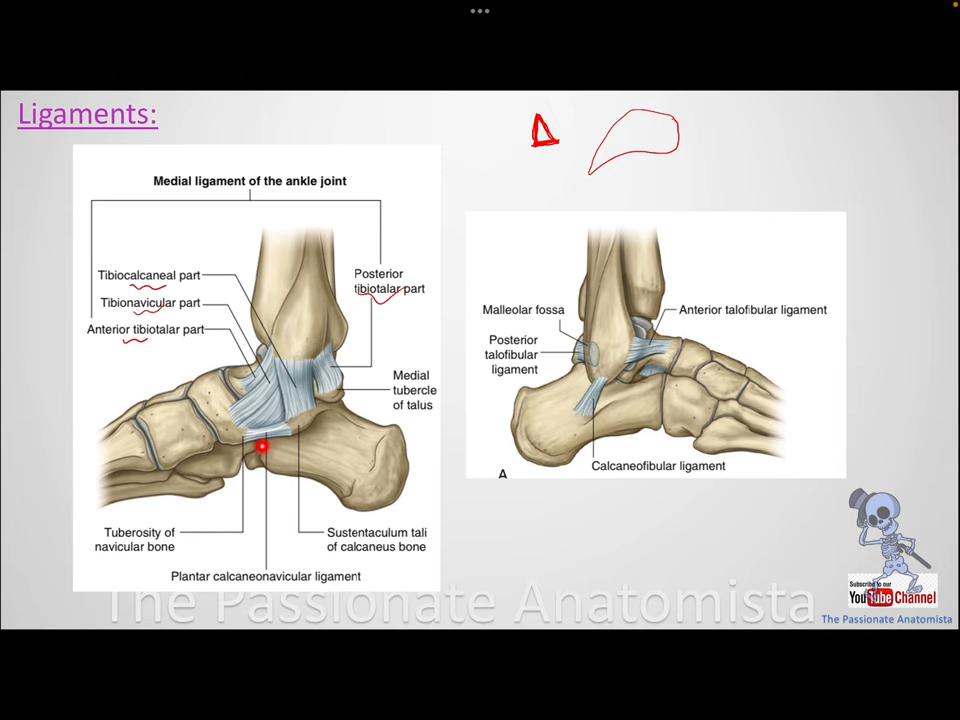 Ligaments:
Medial ligament of the ankle joint
Tibiocalcaneal part
Tibionavicular part
Anterior tibiotalar part
Posterior
tibiotalar part
Medial
tubercle
of talus
Tuberosity of
navicular bone
Sustentaculum tali
of calcaneus bone
Plantar calcaneonavicular ligament
Malleolar fossa
Posterior
talofibular
ligament
Anterior talofibular ligament
Calcaneofibular ligament
A
The Passionate Anatomista
Subscribe to our
YouTube Channel
The Passionate Anatomista